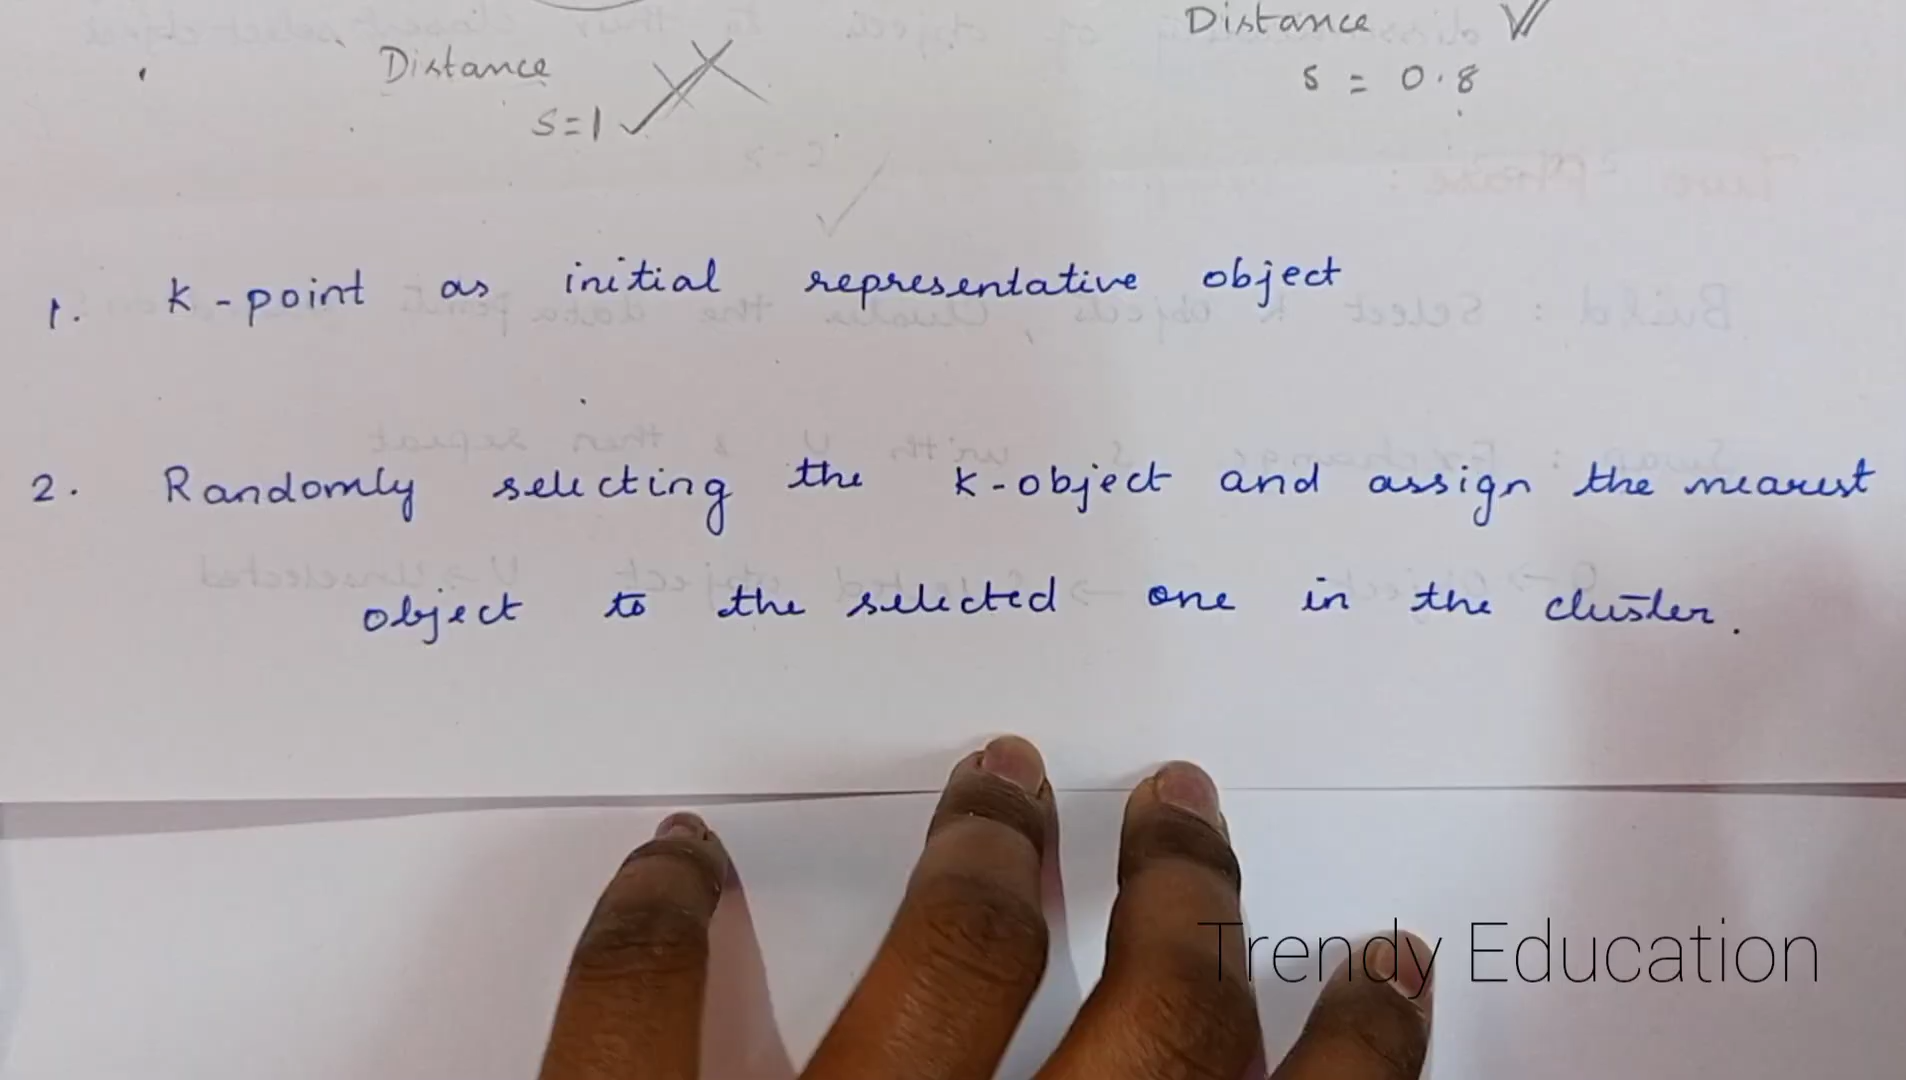 Distance
S=1
Distance
S = 0.8
1. K-point as initial representative object
2. Randomly selecting the K-object and assign the nearest
object to the selected one in the cluster.
Trendy Education